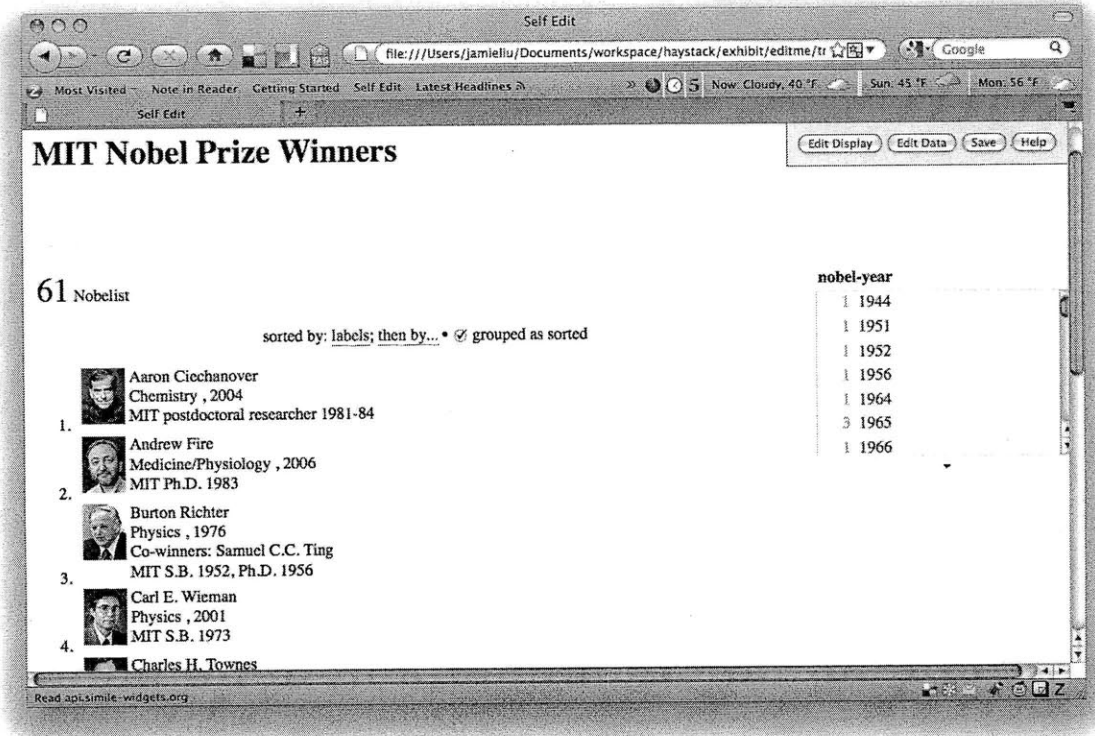 Self Edit
file:///Users/jamieliu/Documents/workspace/haystack/exhibit/editme/tr
Google
Most Visited
Note in Reader
Getting Started
Self Edit
Latest Headlines
»
5
Now: Cloudy, 40 °F
Sun: 45 °F
Mon: 56 °F
Self Edit
+
MIT Nobel Prize Winners
Edit Display
Edit Data
Save
Help
61 Nobelist
sorted by: labels; then by... • grouped as sorted
1. Aaron Ciechanover
Chemistry , 2004
MIT postdoctoral researcher 1981-84
2. Andrew Fire
Medicine/Physiology , 2006
MIT Ph.D. 1983
3. Burton Richter
Physics , 1976
Co-winners: Samuel C.C. Ting
MIT S.B. 1952, Ph.D. 1956
4. Carl E. Wieman
Physics , 2001
MIT S.B. 1973
Charles H. Townes
nobel-year
1 1944
1 1951
1 1952
1 1956
1 1964
3 1965
1 1966
Read api.simile-widgets.org
Z